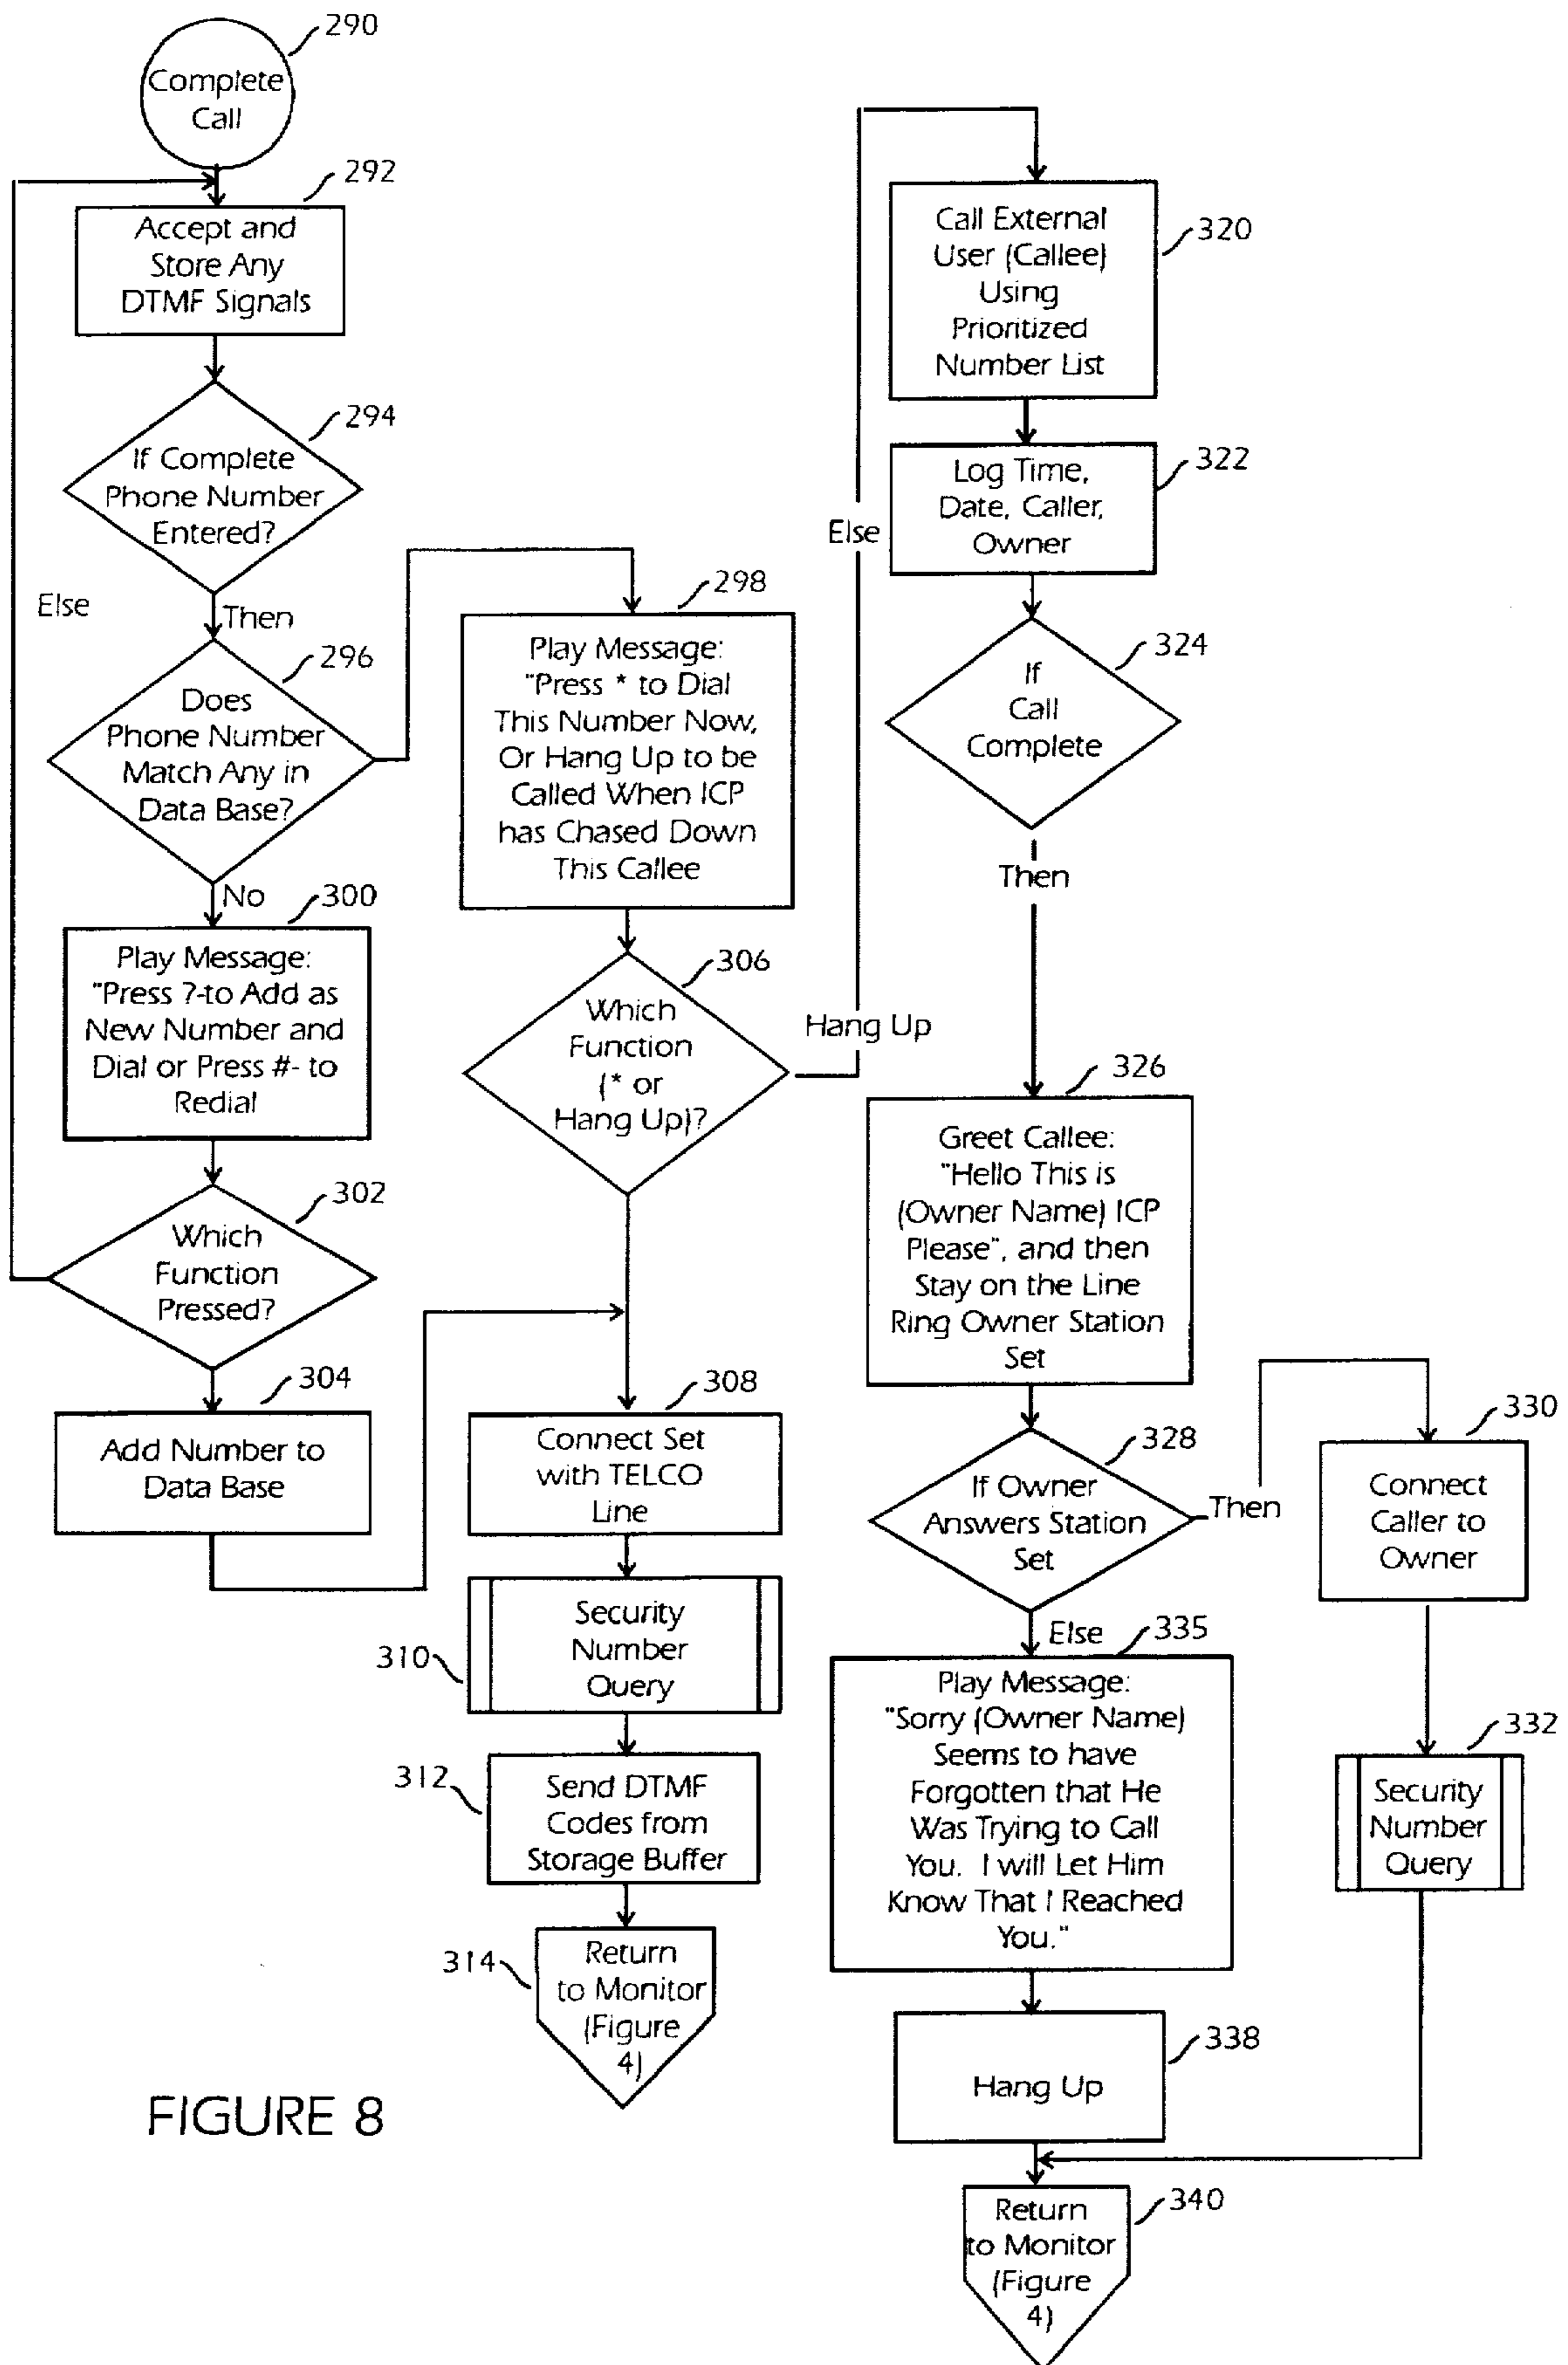 290
Complete
Call
292
Accept and
Store Any
DTMF Signals
294
If Complete
Phone Number
Entered?
Else
Then
296
Does
Phone Number
Match Any in
Data Base?
No
300
Play Message:
"Press ?-to Add as
New Number and
Dial or Press #- to
Redial
302
Which
Function
Pressed?
304
Add Number to
Data Base
298
Play Message:
"Press * to Dial
This Number Now,
Or Hang Up to be
Called When ICP
has Chased Down
This Callee
306
Which
Function
(* or
Hang Up)?
Hang Up
Else
308
Connect Set
with TELCO
Line
310
Security
Number
Query
312
Send DTMF
Codes from
Storage Buffer
314
Return
to Monitor
(Figure
4)
320
Call External
User (Callee)
Using
Prioritized
Number List
322
Log Time,
Date, Caller,
Owner
324
If
Call
Complete
Then
326
Greet Callee:
"Hello This is
(Owner Name) ICP
Please", and then
Stay on the Line
Ring Owner Station
Set
328
If Owner
Answers Station
Set
Then
330
Connect
Caller to
Owner
332
Security
Number
Query
Else
335
Play Message:
"Sorry (Owner Name)
Seems to have
Forgotten that He
Was Trying to Call
You. I will Let Him
Know That I Reached
You."
338
Hang Up
340
Return
to Monitor
(Figure
4)
FIGURE 8